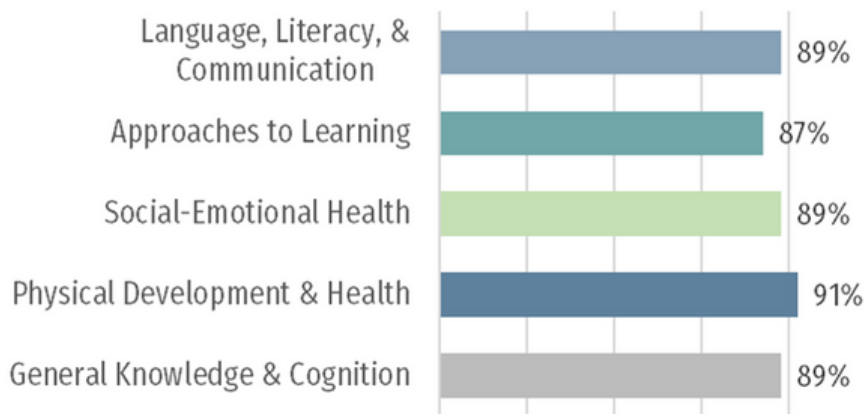 Language, Literacy, &
Communication
89%
Approaches to Learning
87%
Social-Emotional Health
89%
Physical Development & Health
91%
General Knowledge & Cognition
89%